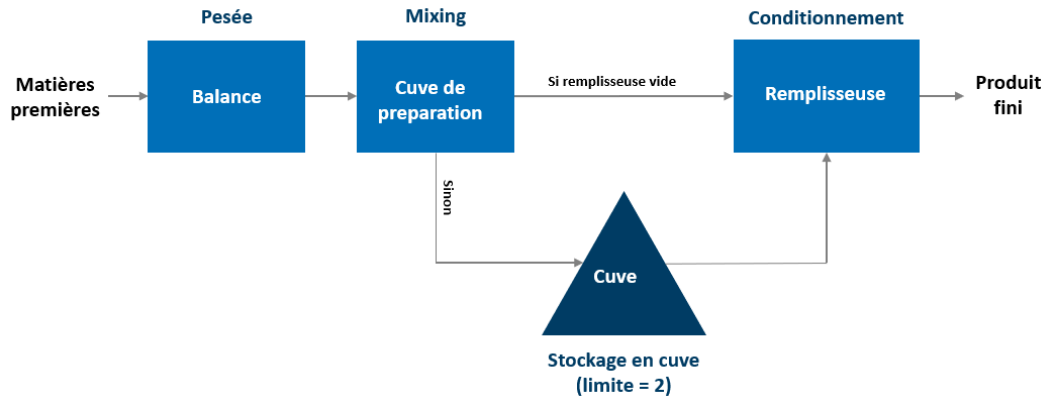 Pesée
Mixing
Conditionnement
Matières
premières
Balance
Cuve de
preparation
Si remplisseuse vide
Remplisseuse
Produit
fini
Sinon
Cuve
Stockage en cuve
(limite = 2)